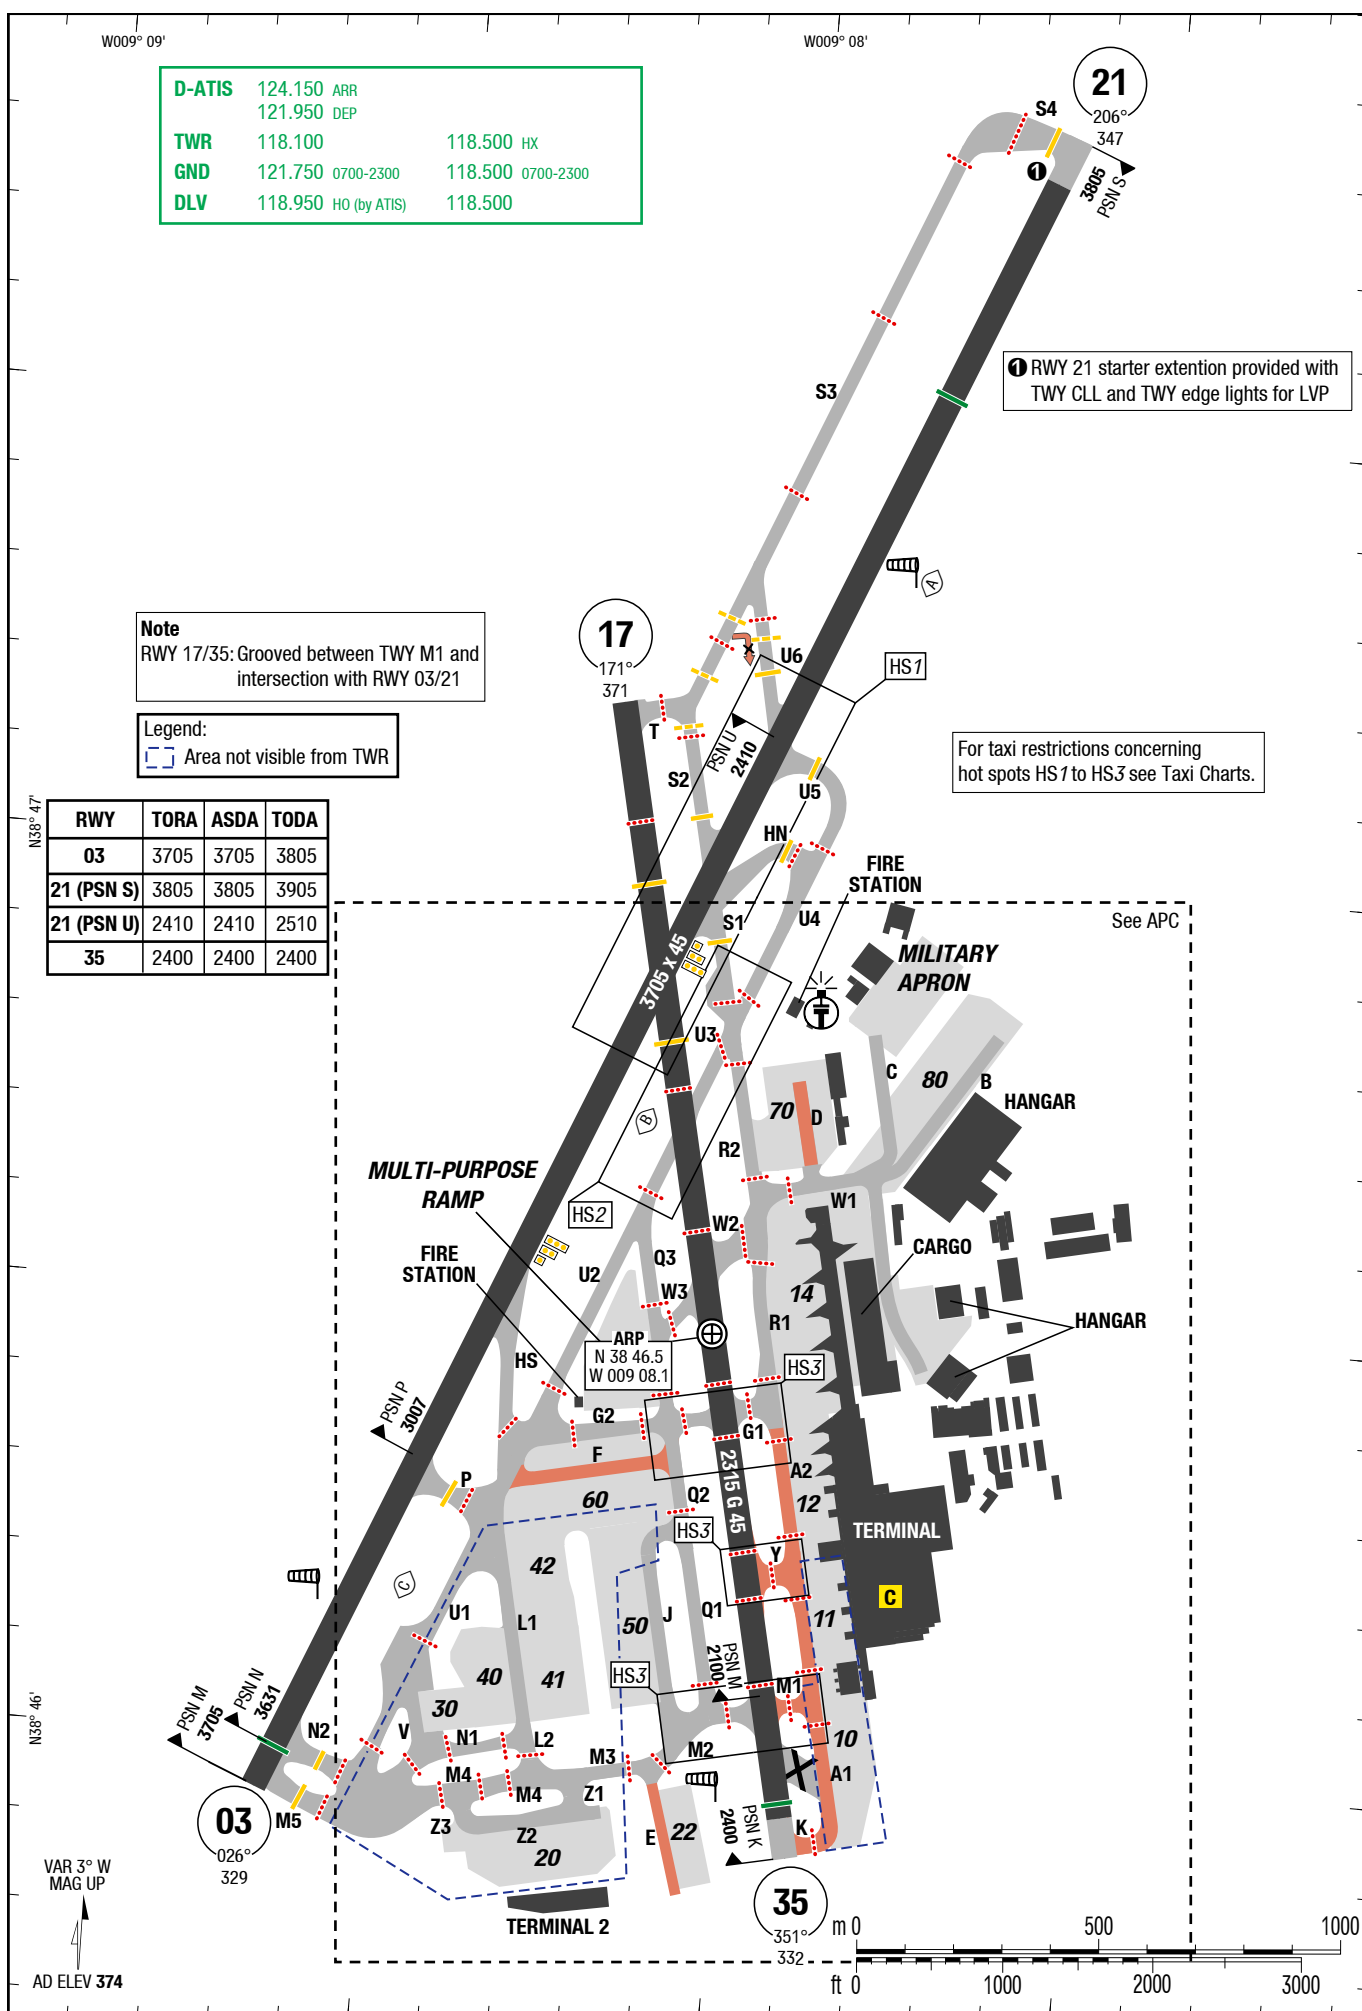 W009° 09'
W009° 08'
D-ATIS 124.150 ARR
121.950 DEP
TWR 118.100 118.500 HX
GND 121.750 0700-2300 118.500 0700-2300
DLV 118.950 HO (by ATIS) 118.500
21
206°
347
S4
1
3805
PSN S
1 RWY 21 starter extention provided with
TWY CLL and TWY edge lights for LVP
S3
A
Note
RWY 17/35: Grooved between TWY M1 and
intersection with RWY 03/21
17
171°
371
U6
HS1
Legend:
Area not visible from TWR
T
PSN U
2410
For taxi restrictions concerning
hot spots HS1 to HS3 see Taxi Charts.
S2
U5
N38° 47'
RWY TORA ASDA TODA
03 3705 3705 3805
21 (PSN S) 3805 3805 3905
21 (PSN U) 2410 2410 2510
35 2400 2400 2400
HN
FIRE
STATION
U4
S1
See APC
MILITARY
APRON
3705 x 45
U3
C
80
B
HANGAR
70
D
B
R2
MULTI-PURPOSE
RAMP
HS2
W1
W2
FIRE
STATION
U2
Q3
CARGO
W3
14
R1
HANGAR
ARP
N 38 46.5
W 009 08.1
HS
HS3
PSN P
3007
G2
G1
F
A2
P
60
Q2
12
2315 G 45
HS3
TERMINAL
Y
42
C
C
U1
L1
50
J
Q1
11
40
41
HS3
PSN M
2100
M1
30
PSN N
3631
PSN M
3705
N38° 46'
N2
V
N1
L2
M3
M2
10
M4
M4
Z1
A1
M5
Z3
Z2
20
E
22
PSN K
2400
K
03
026°
329
VAR 3° W
MAG UP
AD ELEV 374
TERMINAL 2
35
351°
332
m 0 500 1000
ft 0 1000 2000 3000